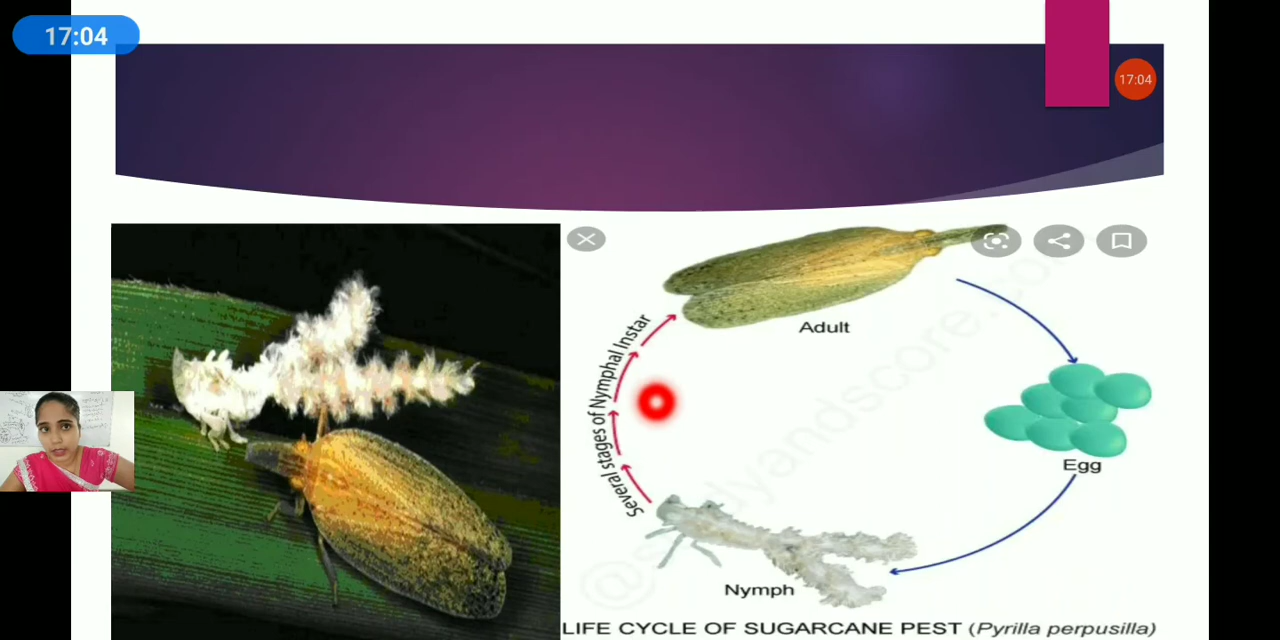 17:04
17:04
Adult
Several stages of Nymphal Instar
Egg
Nymph
LIFE CYCLE OF SUGARCANE PEST (Pyrilla perpusilla)